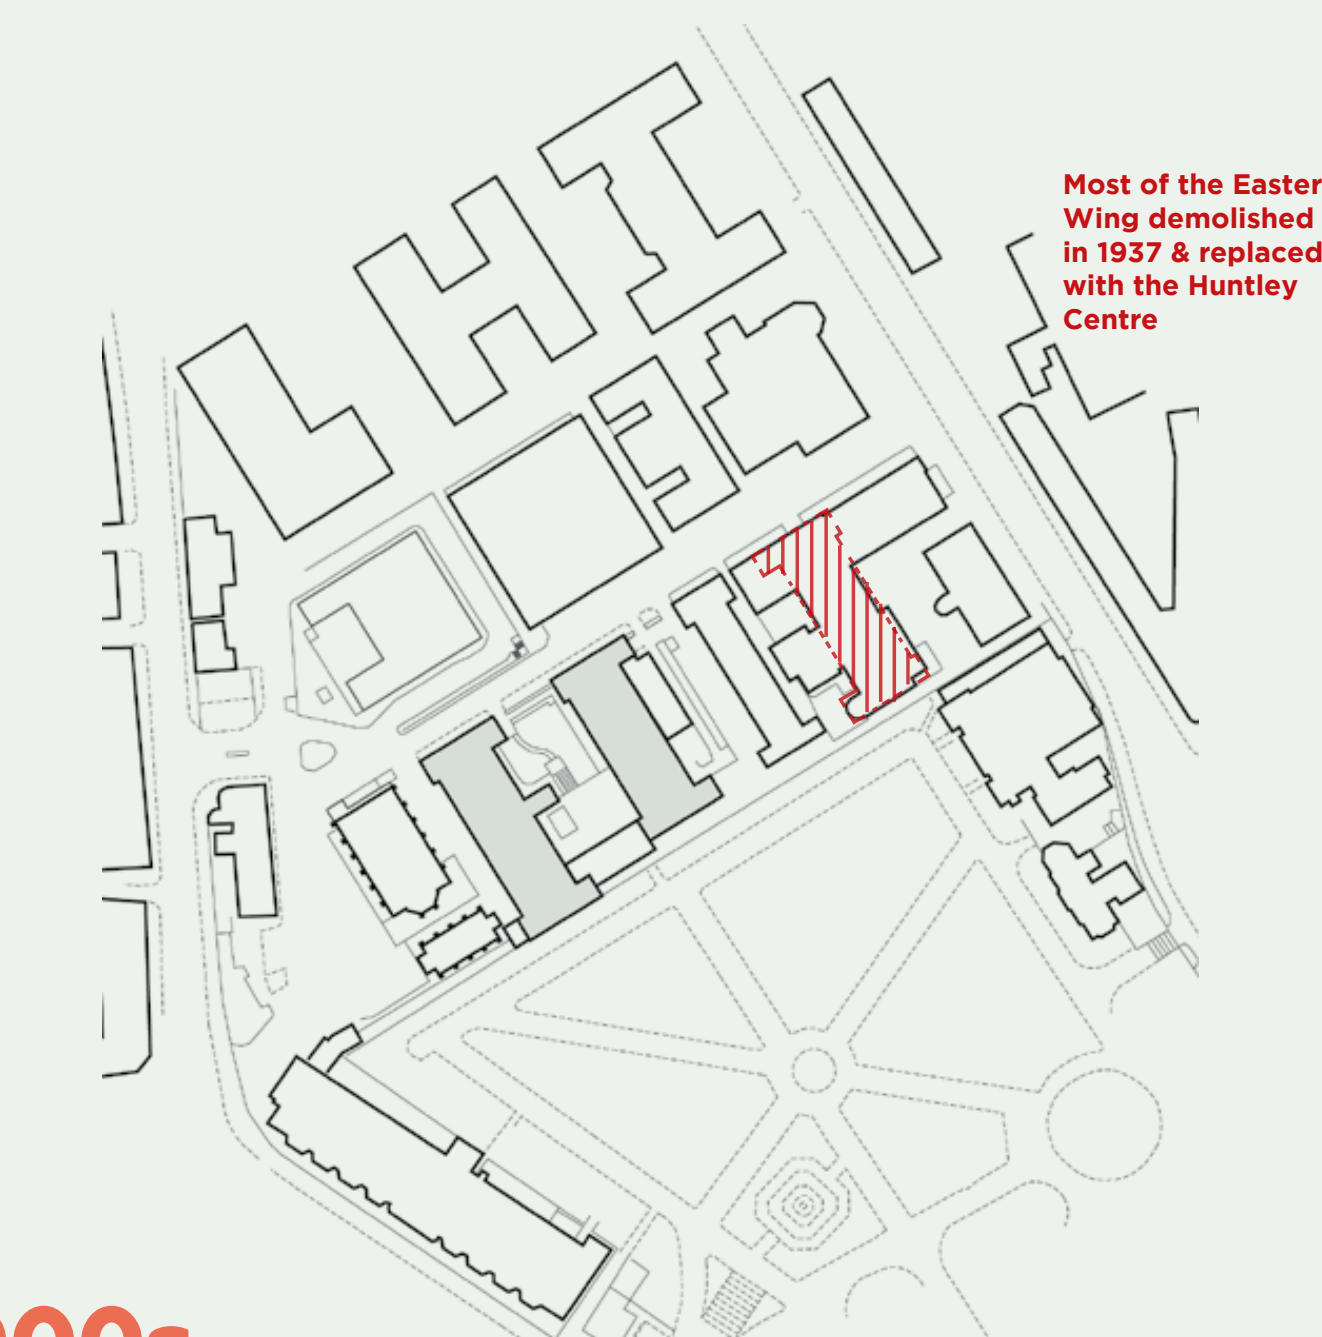 Most of the Easter
Wing demolished
in 1937 & replaced
with the Huntley
Centre